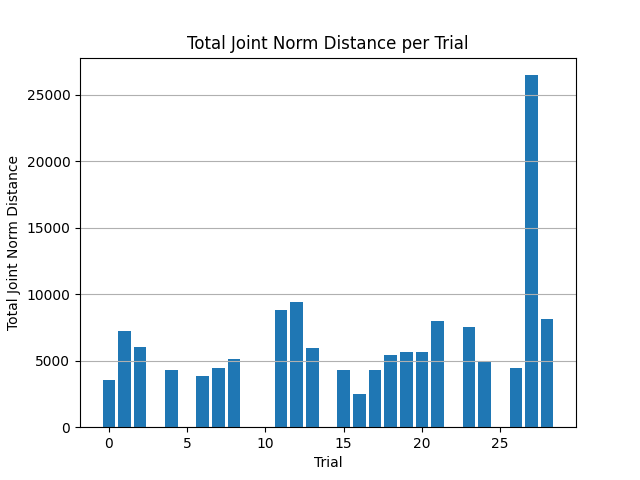 Total Joint Norm Distance per Trial
Total Joint Norm Distance
25000
20000
15000
10000
5000
0
0 5 10 15 20 25
Trial